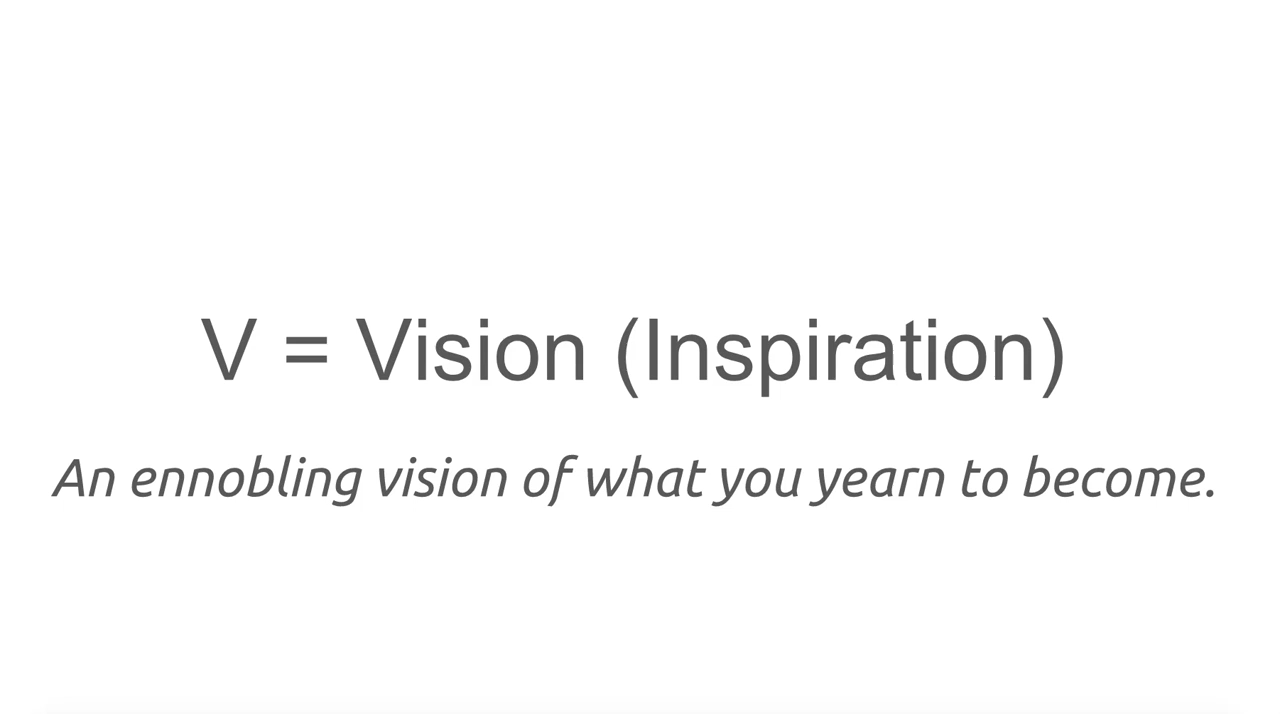 V = Vision (Inspiration)
An ennobling vision of what you yearn to become.